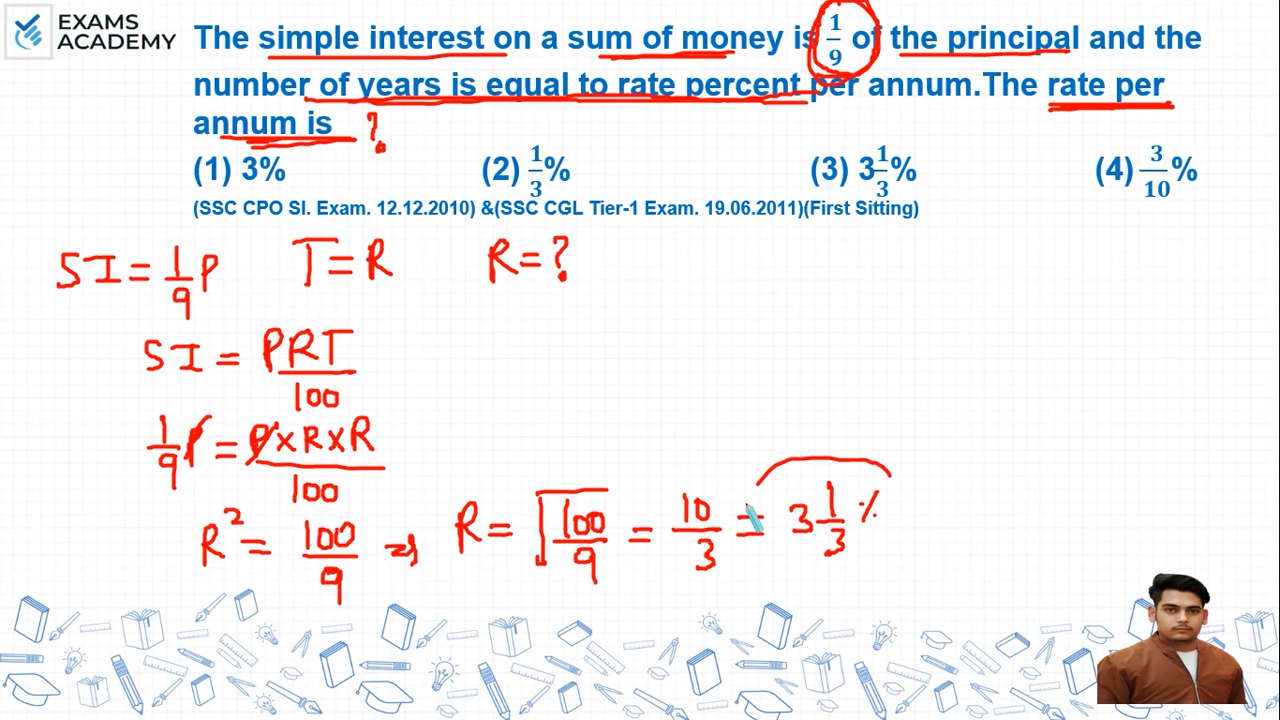 EXAMS
ACADEMY
The simple interest on a sum of money is 1/9 of the principal and the
number of years is equal to rate percent per annum.The rate per
annum is ?
(1) 3% (2) 1/3% (3) 3 1/3% (4) 3/10%
(SSC CPO SI. Exam. 12.12.2010) &(SSC CGL Tier-1 Exam. 19.06.2011)(First Sitting)
SI = 1/9 P T = R R = ?
SI = PRT/100
1/9 P = P × R × R/100
R² = 100/9 ⇒ R = √100/9 = 10/3 = 3 1/3 %